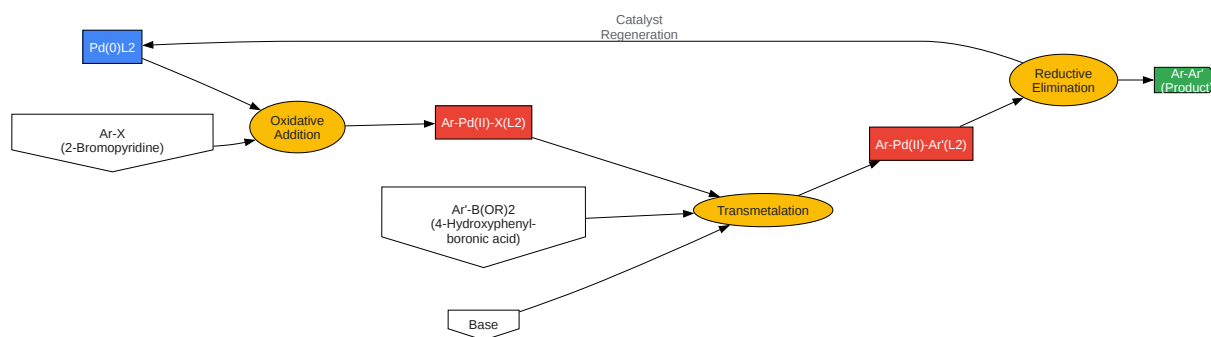 Catalyst
Regeneration
Pd(0)L2
Ar-X
(2-Bromopyridine)
Oxidative
Addition
Ar-Pd(II)-X(L2)
Ar'-B(OR)2
(4-Hydroxyphenyl-
boronic acid)
Base
Transmetalation
Ar-Pd(II)-Ar'(L2)
Reductive
Elimination
Ar-Ar'
(Product)